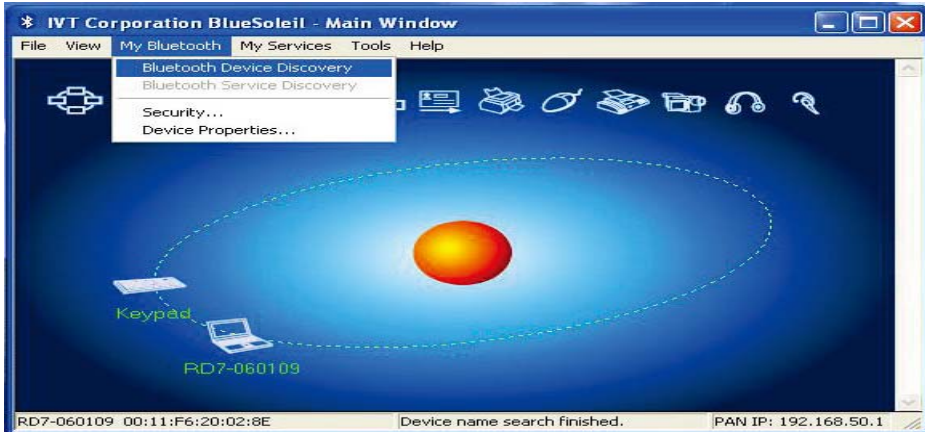 IVT Corporation BlueSoleil - Main Window
File View My Bluetooth My Services Tools Help
Bluetooth Device Discovery
Bluetooth Service Discovery
Security...
Device Properties...
Keypad
RD7-060109
RD7-060109 00:11:F6:20:02:8E Device name search finished. PAN IP: 192.168.50.1